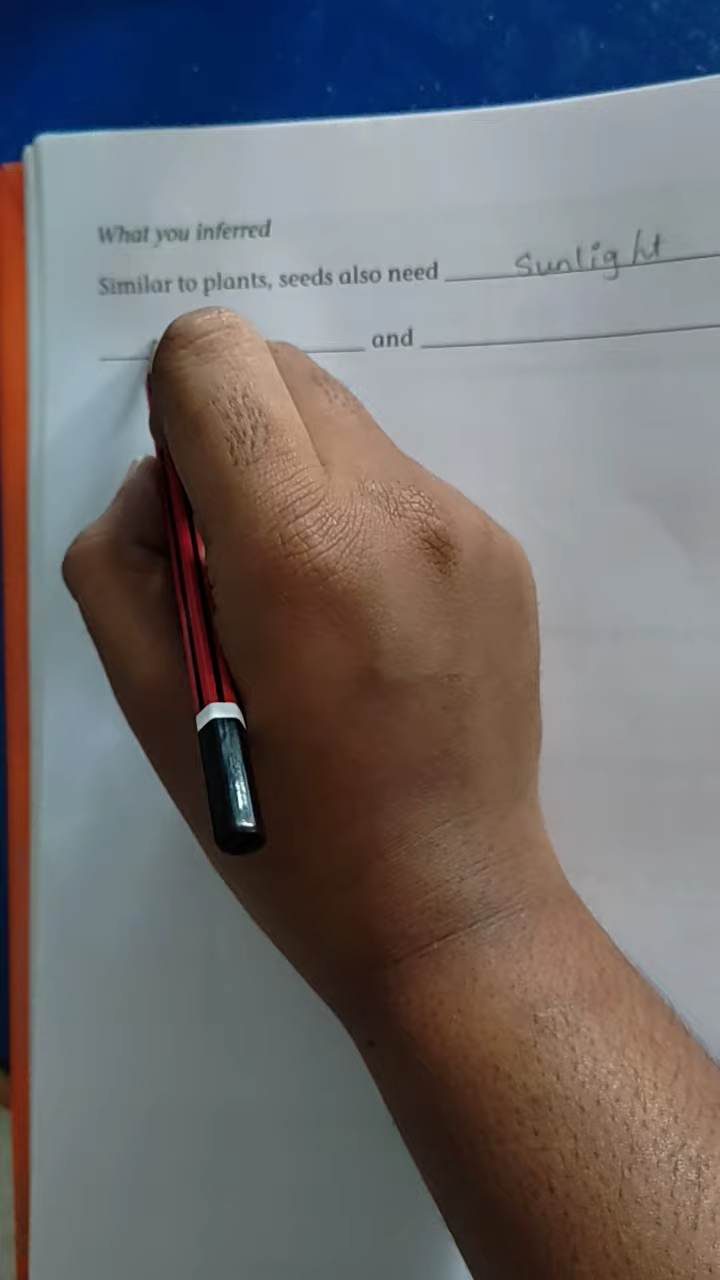 What you inferred
Similar to plants, seeds also need Sunlight
and